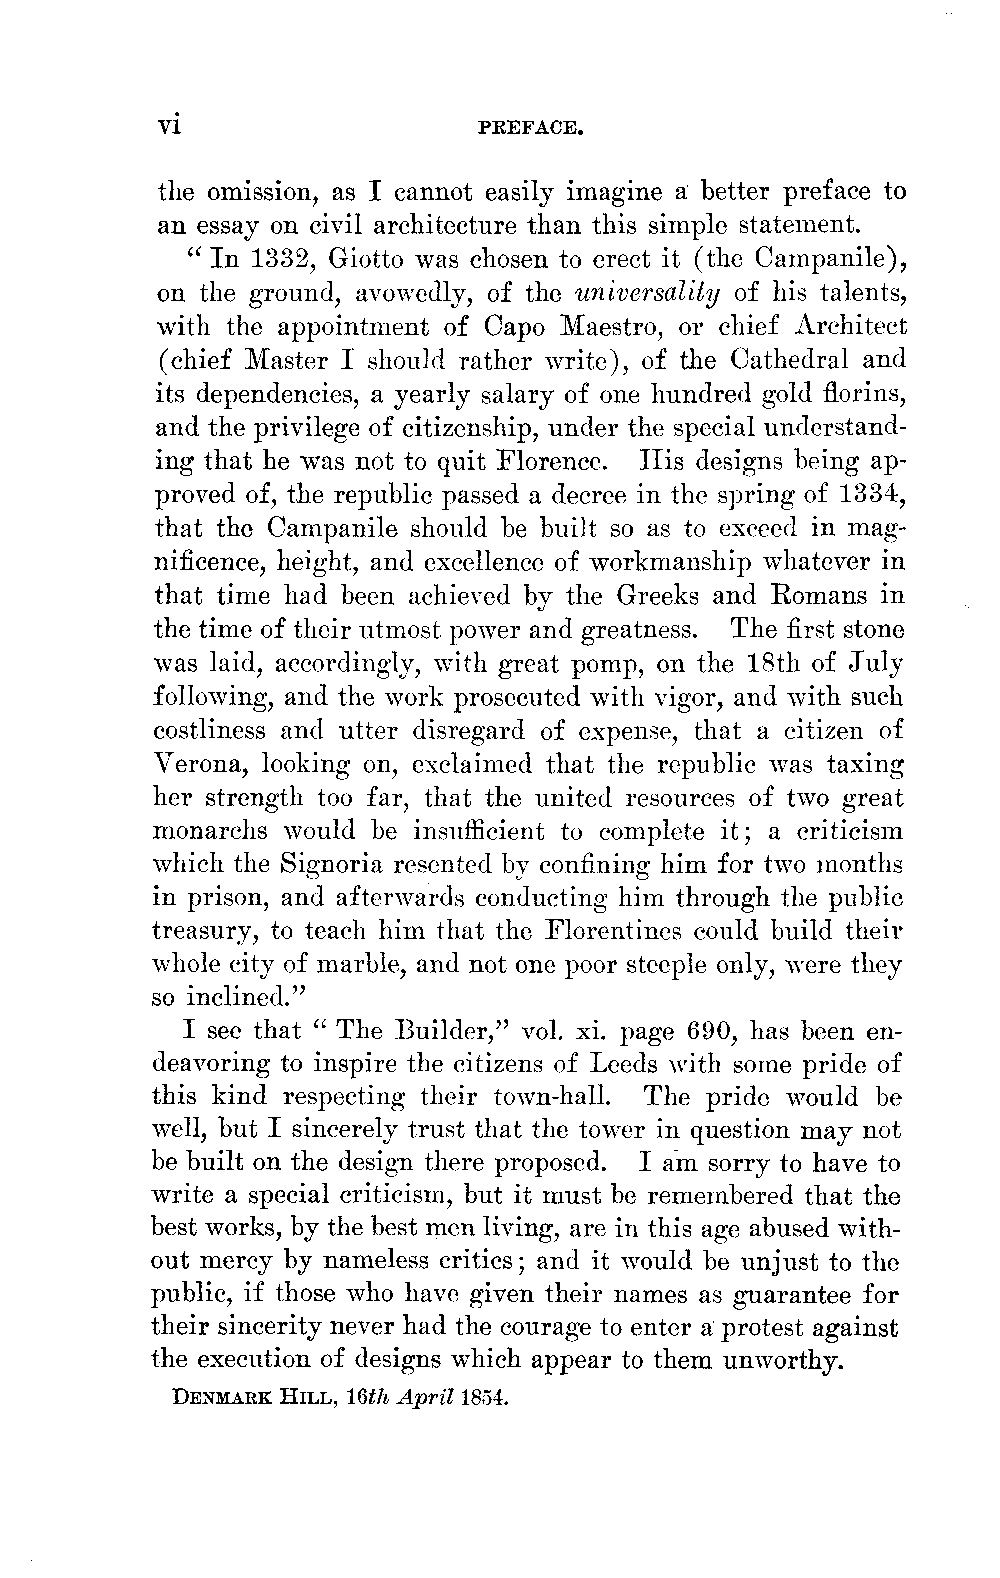 vi PREFACE.
the omission, as I cannot easily imagine a better preface to
an essay on civil architecture than this simple statement.
“ In 1332, Giotto was chosen to erect it (the Campanile),
on the ground, avowedly, of the universality of his talents,
with the appointment of Capo Maestro, or chief Architect
(chief Master I should rather write), of the Cathedral and
its dependencies, a yearly salary of one hundred gold florins,
and the privilege of citizenship, under the special understand-
ing that he was not to quit Florence. His designs being ap-
proved of, the republic passed a decree in the spring of 1334,
that the Campanile should be built so as to exceed in mag-
nificence, height, and excellence of workmanship whatever in
that time had been achieved by the Greeks and Romans in
the time of their utmost power and greatness. The first stone
was laid, accordingly, with great pomp, on the 18th of July
following, and the work prosecuted with vigor, and with such
costliness and utter disregard of expense, that a citizen of
Verona, looking on, exclaimed that the republic was taxing
her strength too far, that the united resources of two great
monarchs would be insufficient to complete it; a criticism
which the Signoria resented by confining him for two months
in prison, and afterwards conducting him through the public
treasury, to teach him that the Florentines could build their
whole city of marble, and not one poor steeple only, were they
so inclined.”
I see that “ The Builder,” vol. xi. page 690, has been en-
deavoring to inspire the citizens of Leeds with some pride of
this kind respecting their town-hall. The pride would be
well, but I sincerely trust that the tower in question may not
be built on the design there proposed. I am sorry to have to
write a special criticism, but it must be remembered that the
best works, by the best men living, are in this age abused with-
out mercy by nameless critics; and it would be unjust to the
public, if those who have given their names as guarantee for
their sincerity never had the courage to enter a protest against
the execution of designs which appear to them unworthy.
DENMARK HILL, 16th April 1854.